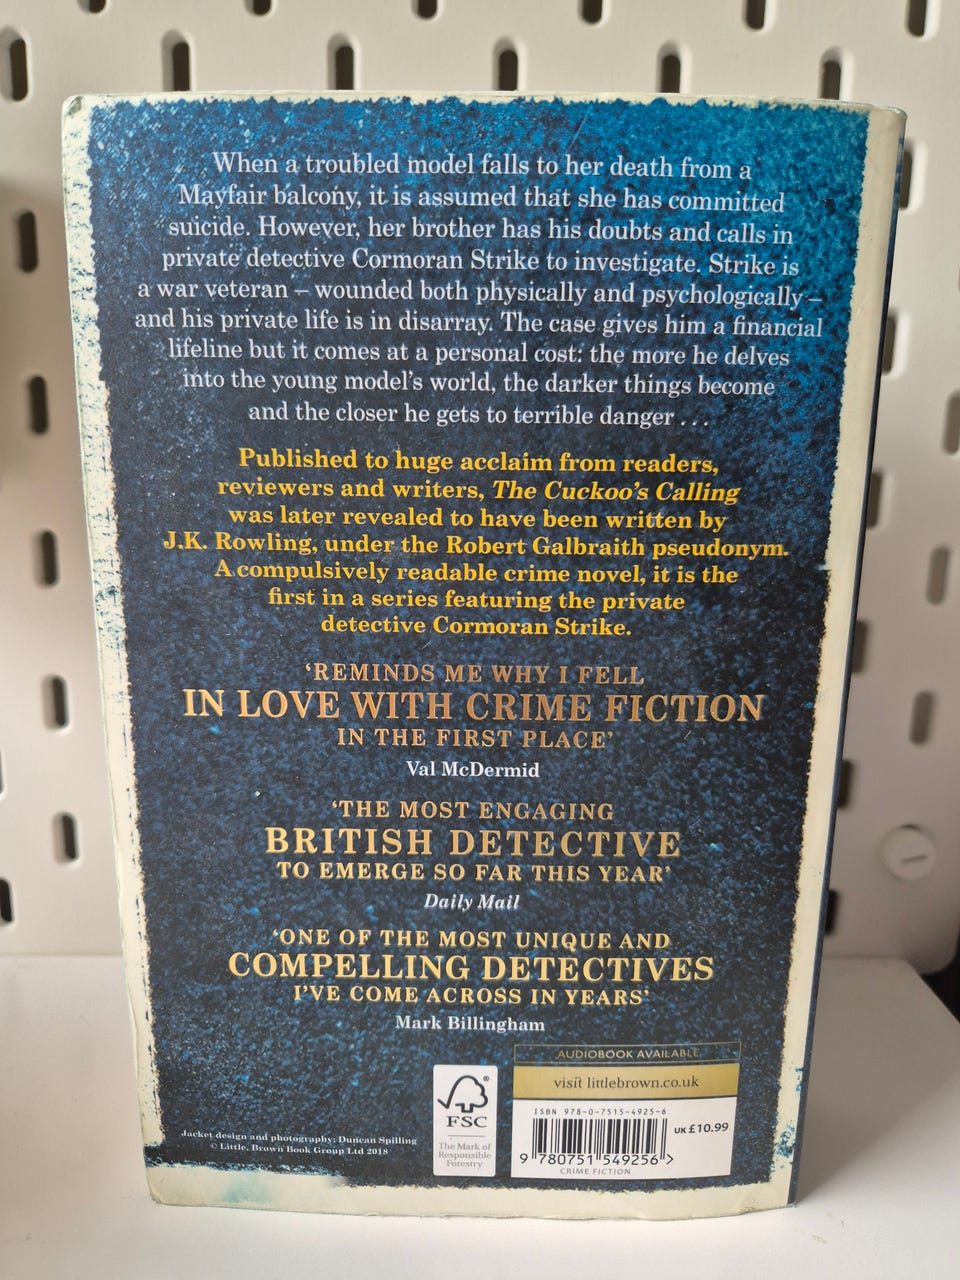 When a troubled model falls to her death from a
Mayfair balcony, it is assumed that she has committed
suicide. However, her brother has his doubts and calls in
private detective Cormoran Strike to investigate. Strike is
a war veteran – wounded both physically and psychologically –
and his private life is in disarray. The case gives him a financial
lifeline but it comes at a personal cost: the more he delves
into the young model's world, the darker things become
and the closer he gets to terrible danger . . .
Published to huge acclaim from readers,
reviewers and writers, The Cuckoo's Calling
was later revealed to have been written by
J.K. Rowling, under the Robert Galbraith pseudonym.
A compulsively readable crime novel, it is the
first in a series featuring the private
detective Cormoran Strike.
'REMINDS ME WHY I FELL
IN LOVE WITH CRIME FICTION
IN THE FIRST PLACE'
Val McDermid
'THE MOST ENGAGING
BRITISH DETECTIVE
TO EMERGE SO FAR THIS YEAR'
Daily Mail
'ONE OF THE MOST UNIQUE AND
COMPELLING DETECTIVES
I'VE COME ACROSS IN YEARS'
Mark Billingham
Jacket design and photography: Duncan Spilling
© Little, Brown Book Group Ltd 2018
®
FSC
The Mark of
Responsible
Forestry
AUDIOBOOK AVAILABLE
visit littlebrown.co.uk
ISBN 978-0-7515-4925-6
UK £10.99
9 780751 549256 >
CRIME FICTION